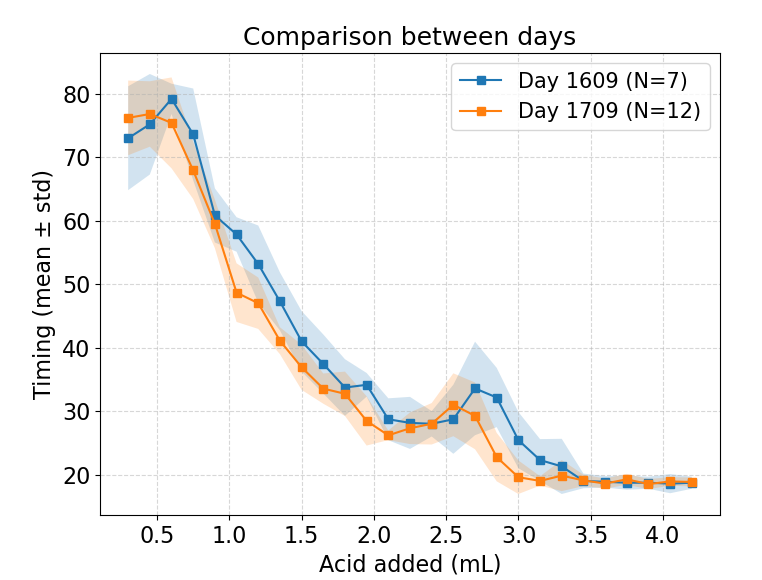 Comparison between days
Day 1609 (N=7)
Day 1709 (N=12)
Timing (mean ± std)
80
70
60
50
40
30
20
0.5 1.0 1.5 2.0 2.5 3.0 3.5 4.0
Acid added (mL)